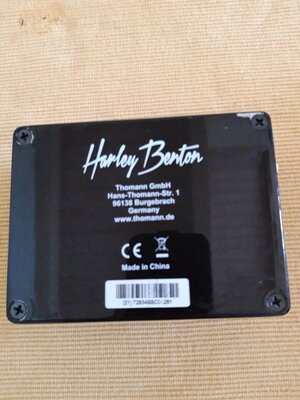 Harley Benton
Thomann GmbH
Hans-Thomann-Str. 1
96138 Burgebrach
Germany
www.thomann.de
CE
Made in China